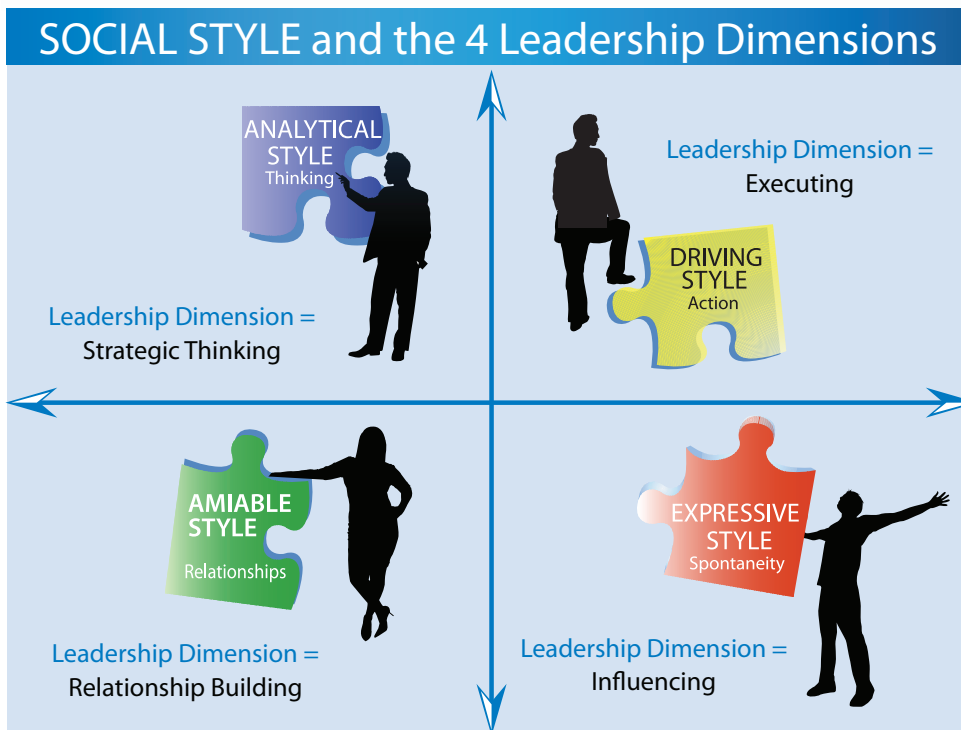 SOCIAL STYLE and the 4 Leadership Dimensions
ANALYTICAL
STYLE
Thinking
Leadership Dimension =
Strategic Thinking
Leadership Dimension =
Executing
DRIVING
STYLE
Action
AMIABLE
STYLE
Relationships
Leadership Dimension =
Relationship Building
EXPRESSIVE
STYLE
Spontaneity
Leadership Dimension =
Influencing